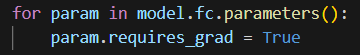 for param in model.fc.parameters():
    param.requires_grad = True